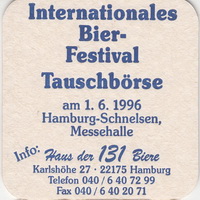 Internationales
Bier-
Festival
Tauschbörse
am 1. 6. 1996
Hamburg-Schnelsen,
Messehalle
Info: Haus der 131 Biere
Karlshöhe 27 · 22175 Hamburg
Telefon 040 / 6 40 72 99
Fax 040 / 6 40 20 71